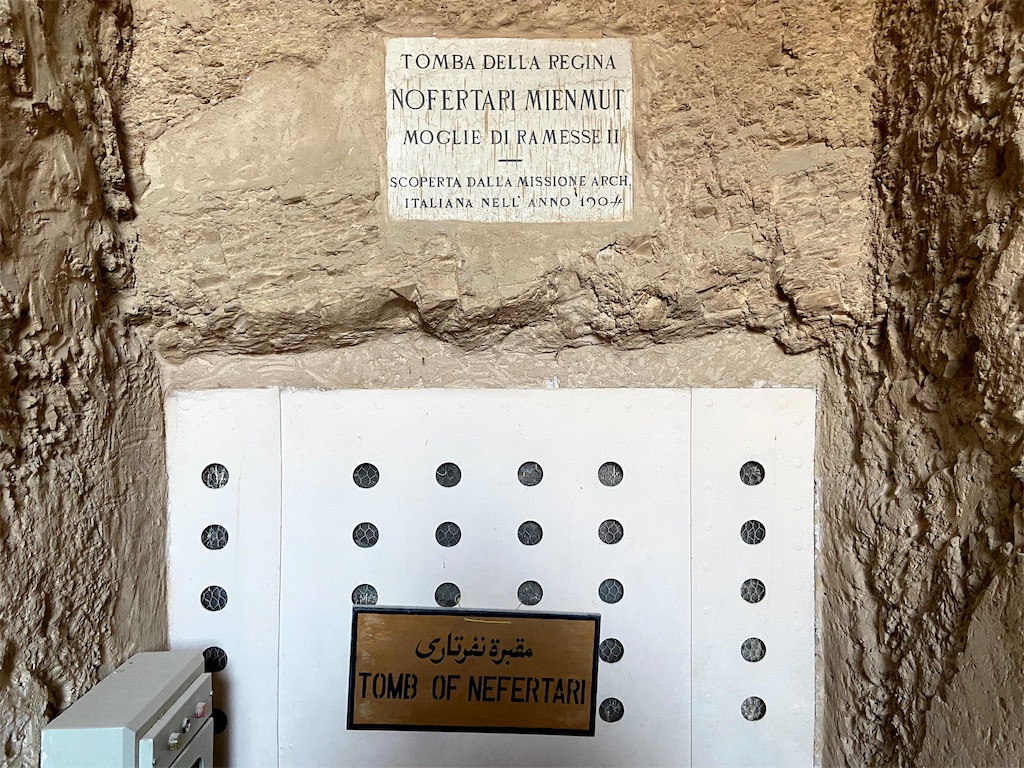 TOMBA DELLA REGINA
NOFERTARI MIENMUT
MOGLIE DI RAMESSE II
SCOPERTA DALLA MISSIONE ARCH.
ITALIANA NELL' ANNO 1904
مقبرة نفرتارى
TOMB OF NEFERTARI